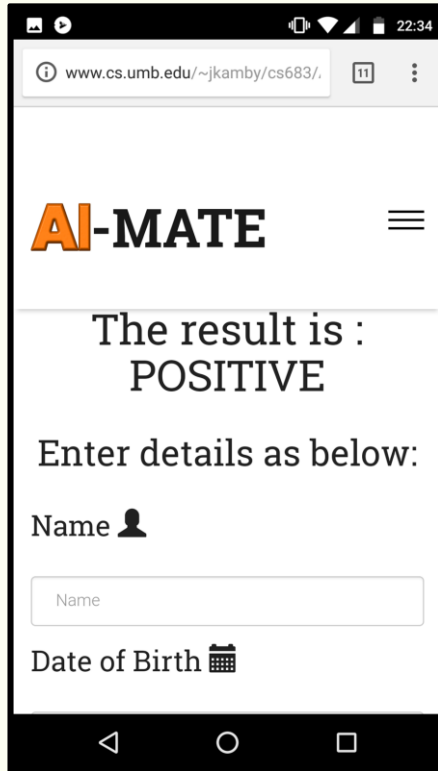 22:34
www.cs.umb.edu/~jkamby/cs683/
11
AI-MATE
The result is :
POSITIVE
Enter details as below:
Name
Name
Date of Birth